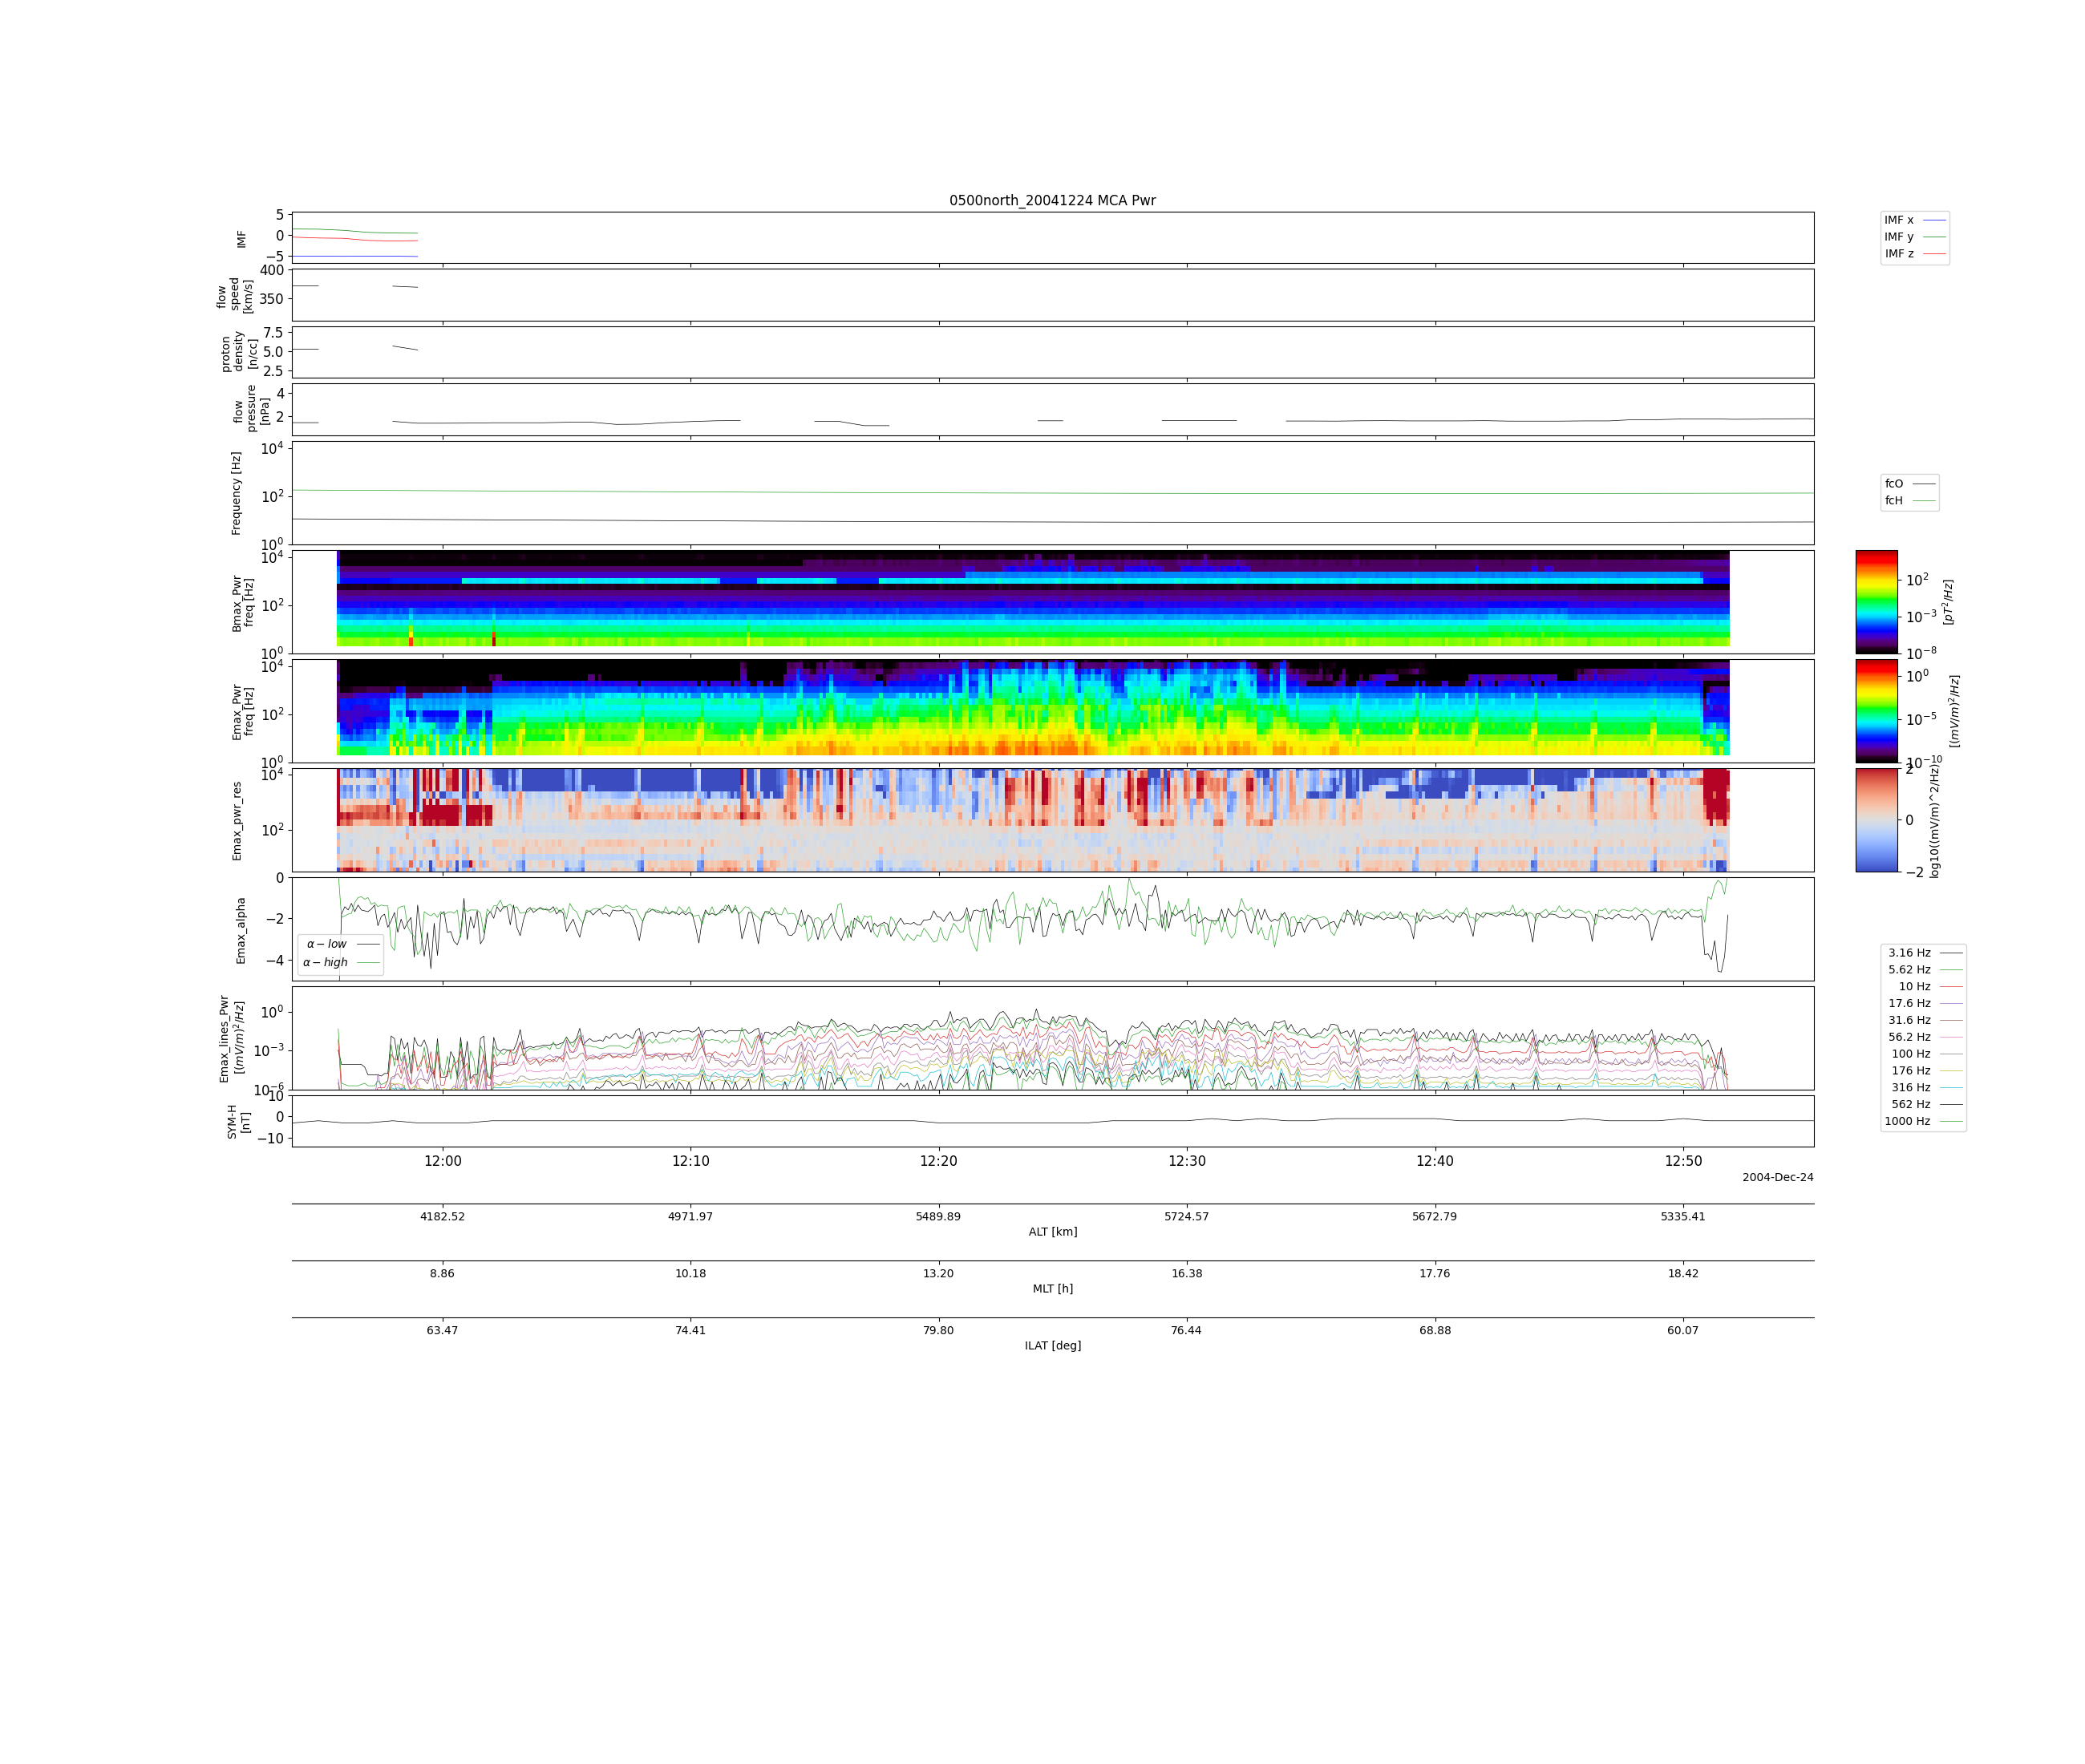 0500north_20041224 MCA Pwr
5
0
−5
IMF
IMF x
IMF y
IMF z
400
350
flow
speed
[km/s]
7.5
5.0
2.5
proton
density
[n/cc]
4
2
flow
pressure
[nPa]
10^4
10^2
10^0
Frequency [Hz]
fcO
fcH
10^4
10^2
10^0
Bmax_Pwr
freq [Hz]
10^2
10^-3
10^-8
[pT^2/Hz]
10^4
10^2
10^0
Emax_Pwr
freq [Hz]
10^0
10^-5
10^-10
[(mV/m)^2/Hz]
10^4
10^2
Emax_pwr_res
2
0
−2
log10((mV/m)^2/Hz)
0
−2
−4
Emax_alpha
α − low
α − high
10^0
10^-3
10^-6
Emax_lines_Pwr
[(mV/m)^2/Hz]
3.16 Hz
5.62 Hz
10 Hz
17.6 Hz
31.6 Hz
56.2 Hz
100 Hz
176 Hz
316 Hz
562 Hz
1000 Hz
10
0
−10
SYM-H
[nT]
12:00 12:10 12:20 12:30 12:40 12:50
2004-Dec-24
4182.52 4971.97 5489.89 5724.57 5672.79 5335.41
ALT [km]
8.86 10.18 13.20 16.38 17.76 18.42
MLT [h]
63.47 74.41 79.80 76.44 68.88 60.07
ILAT [deg]